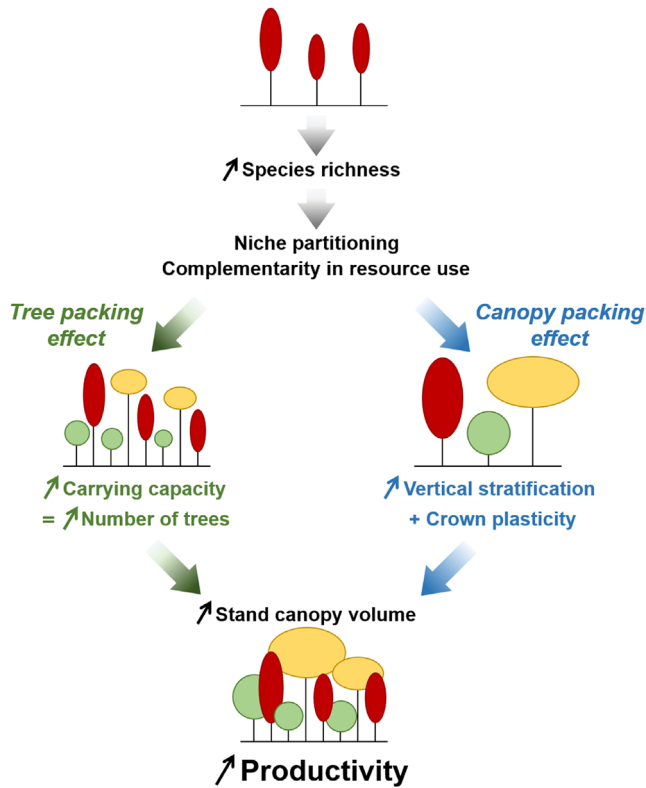 ↗ Species richness
Niche partitioning
Complementarity in resource use
Tree packing
effect
Canopy packing
effect
↗ Carrying capacity
= ↗ Number of trees
↗ Vertical stratification
+ Crown plasticity
↗ Stand canopy volume
↗ Productivity